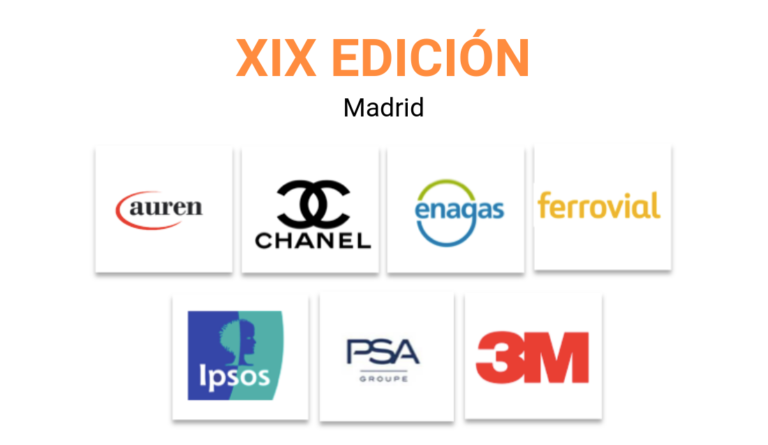 XIX EDICIÓN
Madrid
auren
CHANEL
enagas
ferrovial
Ipsos
PSA
GROUPE
3M